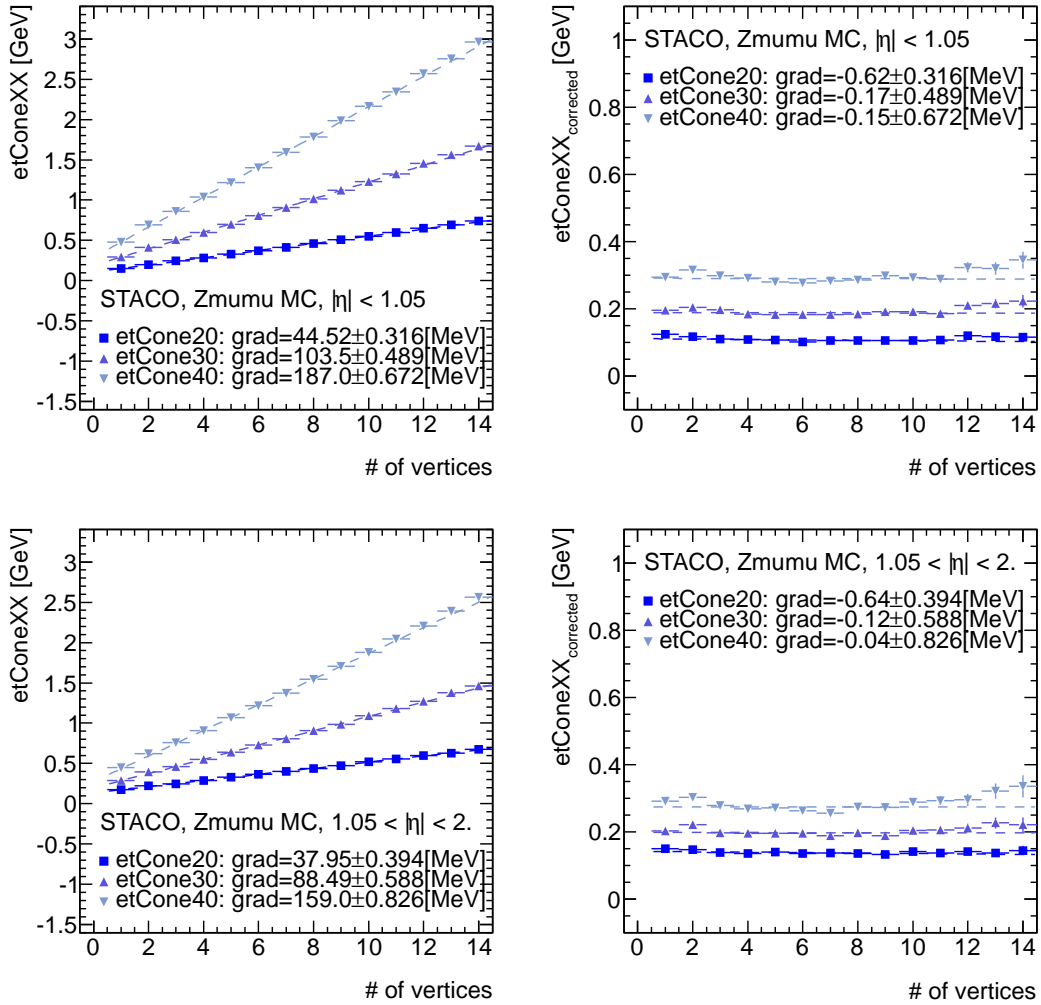 etConeXX [GeV]
3
2.5
2
1.5
1
0.5
0
-0.5
-1
-1.5
STACO, Zmumu MC, |η| < 1.05
etCone20: grad=44.52±0.316[MeV]
etCone30: grad=103.5±0.489[MeV]
etCone40: grad=187.0±0.672[MeV]
0 2 4 6 8 10 12 14
# of vertices
etConeXXcorrected [GeV]
1
0.8
0.6
0.4
0.2
0
STACO, Zmumu MC, |η| < 1.05
etCone20: grad=-0.62±0.316[MeV]
etCone30: grad=-0.17±0.489[MeV]
etCone40: grad=-0.15±0.672[MeV]
0 2 4 6 8 10 12 14
# of vertices
etConeXX [GeV]
3
2.5
2
1.5
1
0.5
0
-0.5
-1
-1.5
STACO, Zmumu MC, 1.05 < |η| < 2.
etCone20: grad=37.95±0.394[MeV]
etCone30: grad=88.49±0.588[MeV]
etCone40: grad=159.0±0.826[MeV]
0 2 4 6 8 10 12 14
# of vertices
etConeXXcorrected [GeV]
1
0.8
0.6
0.4
0.2
0
STACO, Zmumu MC, 1.05 < |η| < 2.
etCone20: grad=-0.64±0.394[MeV]
etCone30: grad=-0.12±0.588[MeV]
etCone40: grad=-0.04±0.826[MeV]
0 2 4 6 8 10 12 14
# of vertices